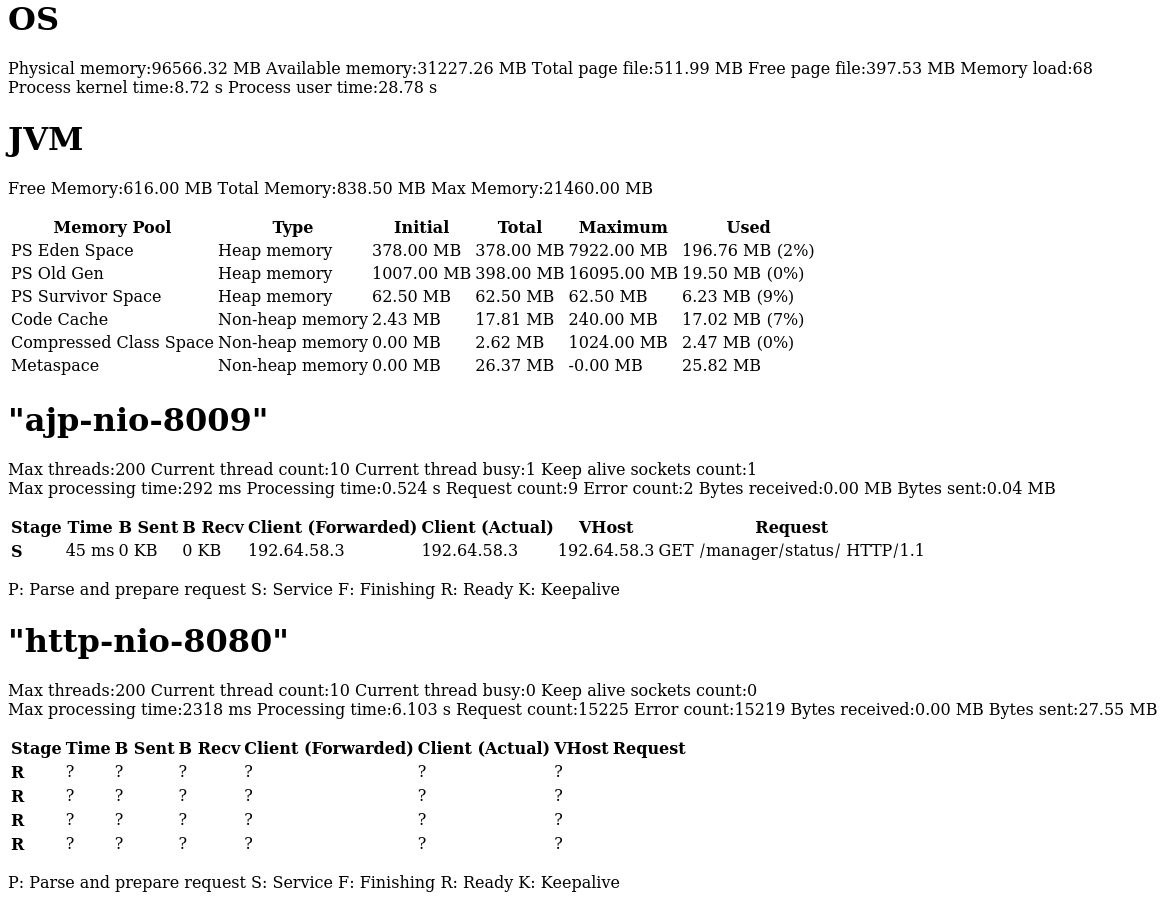 OS
Physical memory:96566.32 MB Available memory:31227.26 MB Total page file:511.99 MB Free page file:397.53 MB Memory load:68
Process kernel time:8.72 s Process user time:28.78 s
JVM
Free Memory:616.00 MB Total Memory:838.50 MB Max Memory:21460.00 MB
Memory Pool Type Initial Total Maximum Used
PS Eden Space Heap memory 378.00 MB 378.00 MB 7922.00 MB 196.76 MB (2%)
PS Old Gen Heap memory 1007.00 MB 398.00 MB 16095.00 MB 19.50 MB (0%)
PS Survivor Space Heap memory 62.50 MB 62.50 MB 62.50 MB 6.23 MB (9%)
Code Cache Non-heap memory 2.43 MB 17.81 MB 240.00 MB 17.02 MB (7%)
Compressed Class Space Non-heap memory 0.00 MB 2.62 MB 1024.00 MB 2.47 MB (0%)
Metaspace Non-heap memory 0.00 MB 26.37 MB -0.00 MB 25.82 MB
"ajp-nio-8009"
Max threads:200 Current thread count:10 Current thread busy:1 Keep alive sockets count:1
Max processing time:292 ms Processing time:0.524 s Request count:9 Error count:2 Bytes received:0.00 MB Bytes sent:0.04 MB
Stage Time B Sent B Recv Client (Forwarded) Client (Actual) VHost Request
S 45 ms 0 KB 0 KB 192.64.58.3 192.64.58.3 192.64.58.3 GET /manager/status/ HTTP/1.1
P: Parse and prepare request S: Service F: Finishing R: Ready K: Keepalive
"http-nio-8080"
Max threads:200 Current thread count:10 Current thread busy:0 Keep alive sockets count:0
Max processing time:2318 ms Processing time:6.103 s Request count:15225 Error count:15219 Bytes received:0.00 MB Bytes sent:27.55 MB
Stage Time B Sent B Recv Client (Forwarded) Client (Actual) VHost Request
R ? ? ? ? ? ?
R ? ? ? ? ? ?
R ? ? ? ? ? ?
R ? ? ? ? ? ?
P: Parse and prepare request S: Service F: Finishing R: Ready K: Keepalive